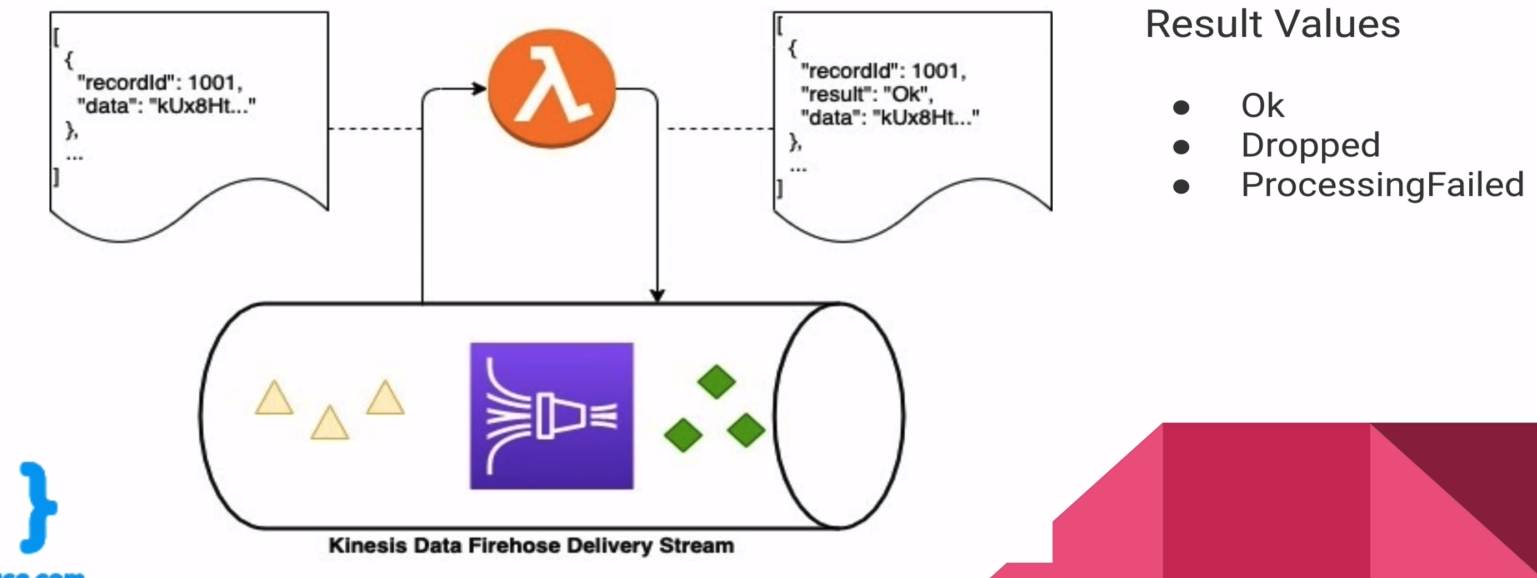 [
{
"recordId": 1001,
"data": "kUx8Ht..."
},
...
]
[
{
"recordId": 1001,
"result": "Ok",
"data": "kUx8Ht..."
},
...
]
Result Values
● Ok
● Dropped
● ProcessingFailed
λ
Kinesis Data Firehose Delivery Stream
}